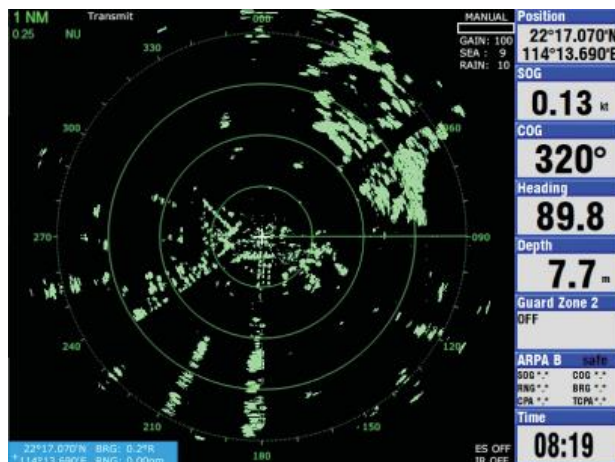 1 NM
Transmit
0.25
NU
000
330
300
270
240
210
180
150
120
090
060
MANUAL
GAIN: 100
SEA : 9
RAIN: 10
22°17.070'N BRG: 0.2°R
+114°13.690'E RNG: 0.00nm
ES OFF
IR OFF
Position
22°17.070'N
114°13.690'E
SOG
0.13 kt
COG
320°
Heading
89.8
Depth
7.7 m
Guard Zone 2
OFF
ARPA B safe
SOG *.* COG *.*
RNG *.* BRG *.*
CPA *.* TCPA *.*
Time
08:19